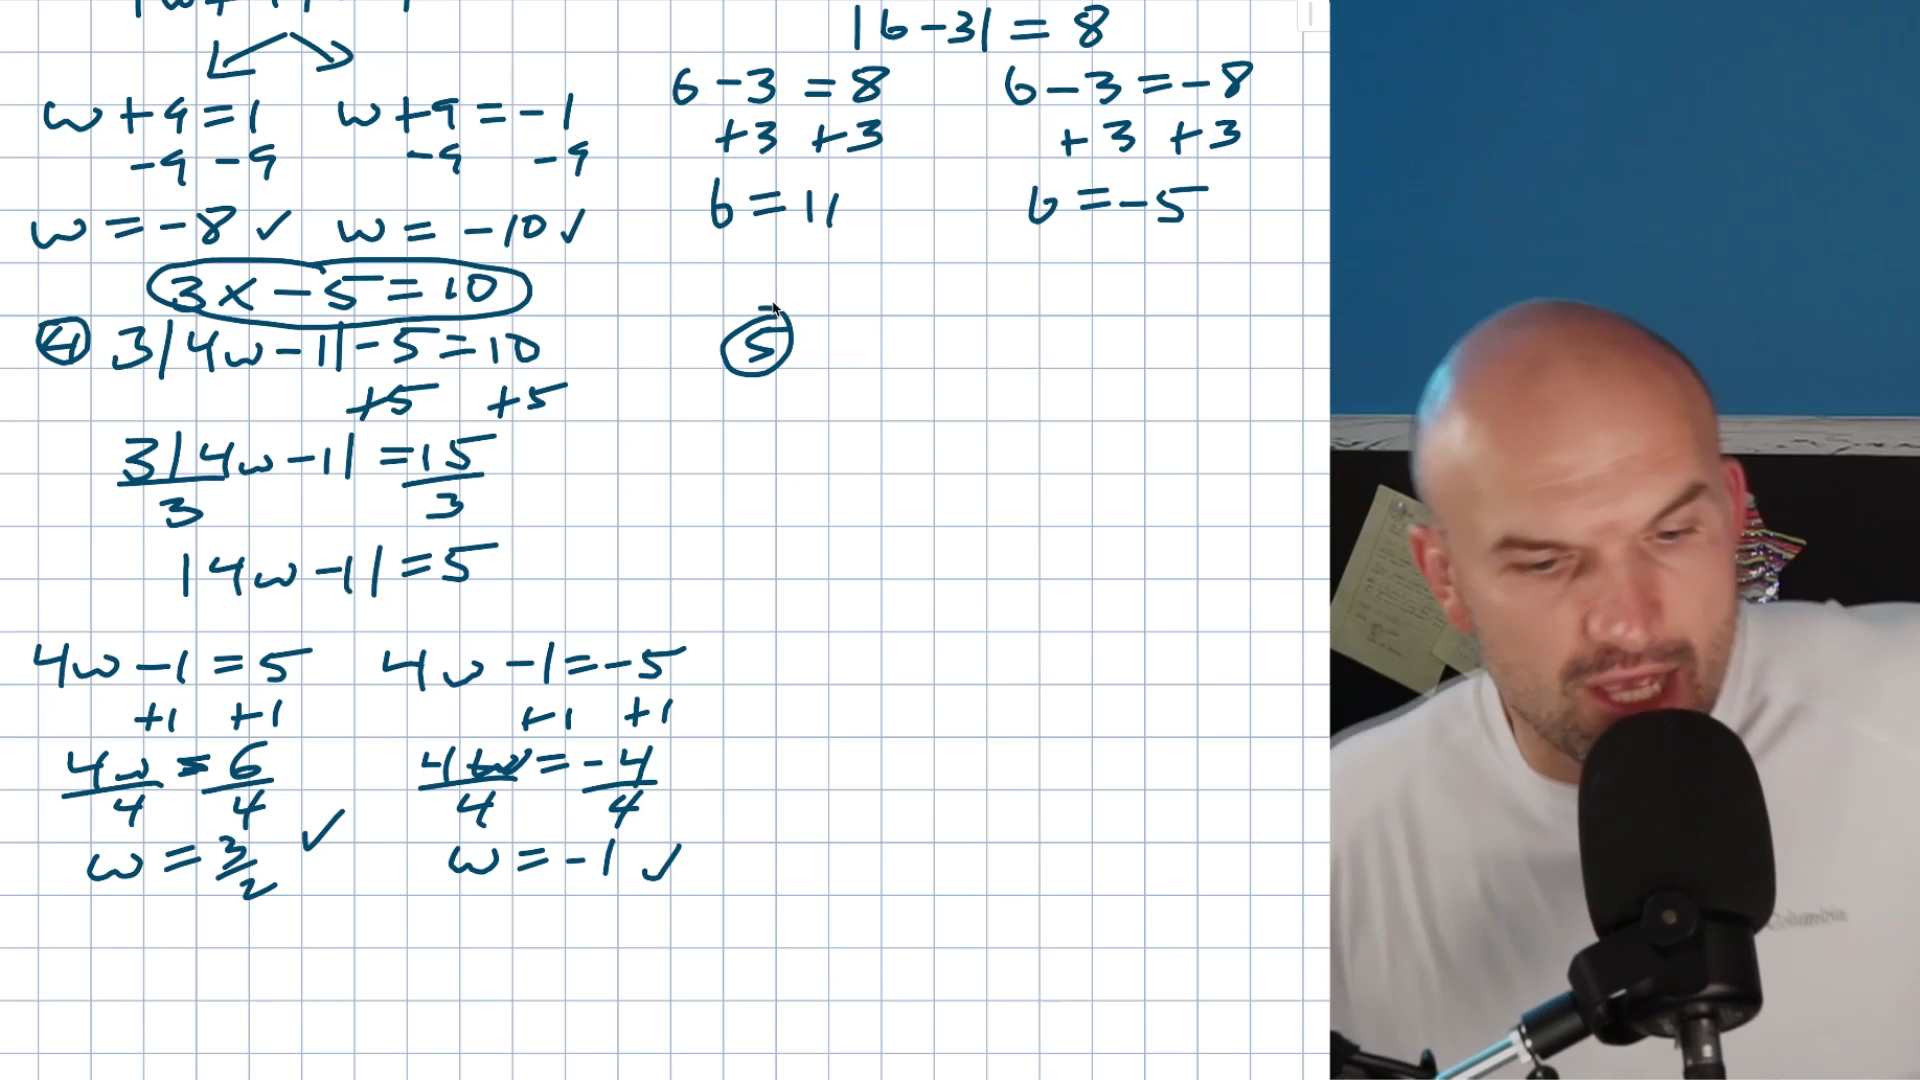 w + 9 = 1 w + 9 = -1
-9 -9 -9 -9
w = -8 ✓ w = -10 ✓
|b - 3| = 8
b - 3 = 8 b - 3 = -8
+3 +3 +3 +3
b = 11 b = -5
3x - 5 = 10
④ 3|4w - 1| - 5 = 10
+5 +5
3|4w - 1| = 15
3 3
|4w - 1| = 5
4w - 1 = 5 4w - 1 = -5
+1 +1 +1 +1
4w = 6 4w = -4
4 4 4 4
w = 3/2 ✓ w = -1 ✓
⑤
Columbia